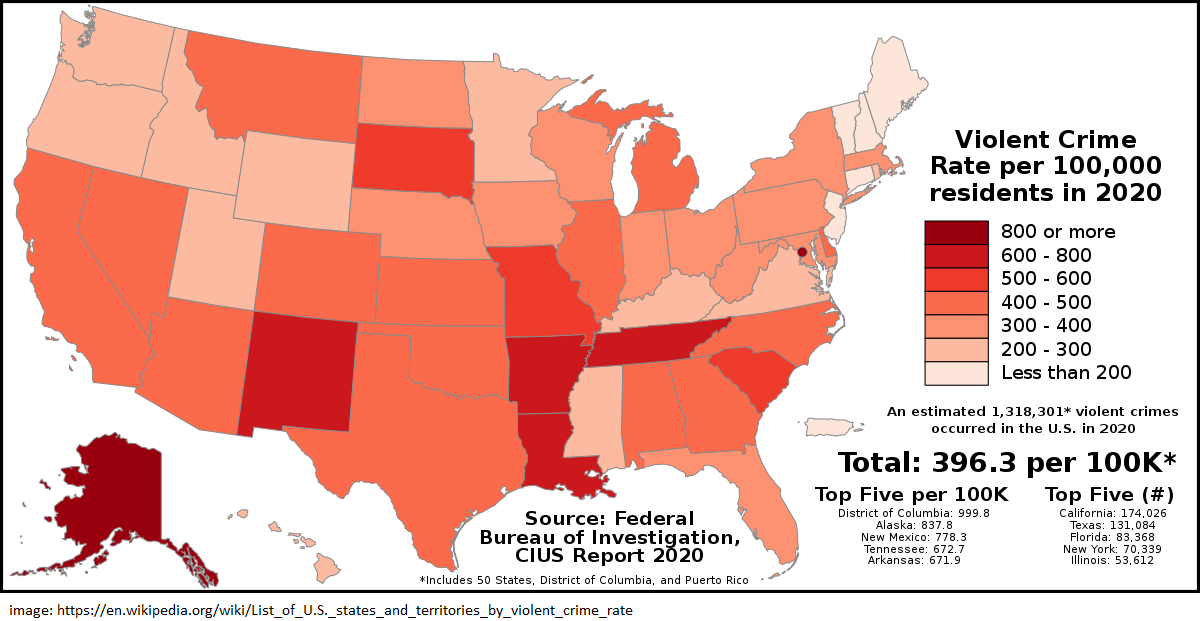 Violent Crime
Rate per 100,000
residents in 2020
800 or more
600 - 800
500 - 600
400 - 500
300 - 400
200 - 300
Less than 200
An estimated 1,318,301* violent crimes
occurred in the U.S. in 2020
Total: 396.3 per 100K*
Top Five per 100K
District of Columbia: 999.8
Alaska: 837.8
New Mexico: 778.3
Tennessee: 672.7
Arkansas: 671.9
Top Five (#)
California: 174,026
Texas: 131,084
Florida: 83,368
New York: 70,339
Illinois: 53,612
Source: Federal
Bureau of Investigation,
CIUS Report 2020
*Includes 50 States, District of Columbia, and Puerto Rico
image: https://en.wikipedia.org/wiki/List_of_U.S._states_and_territories_by_violent_crime_rate